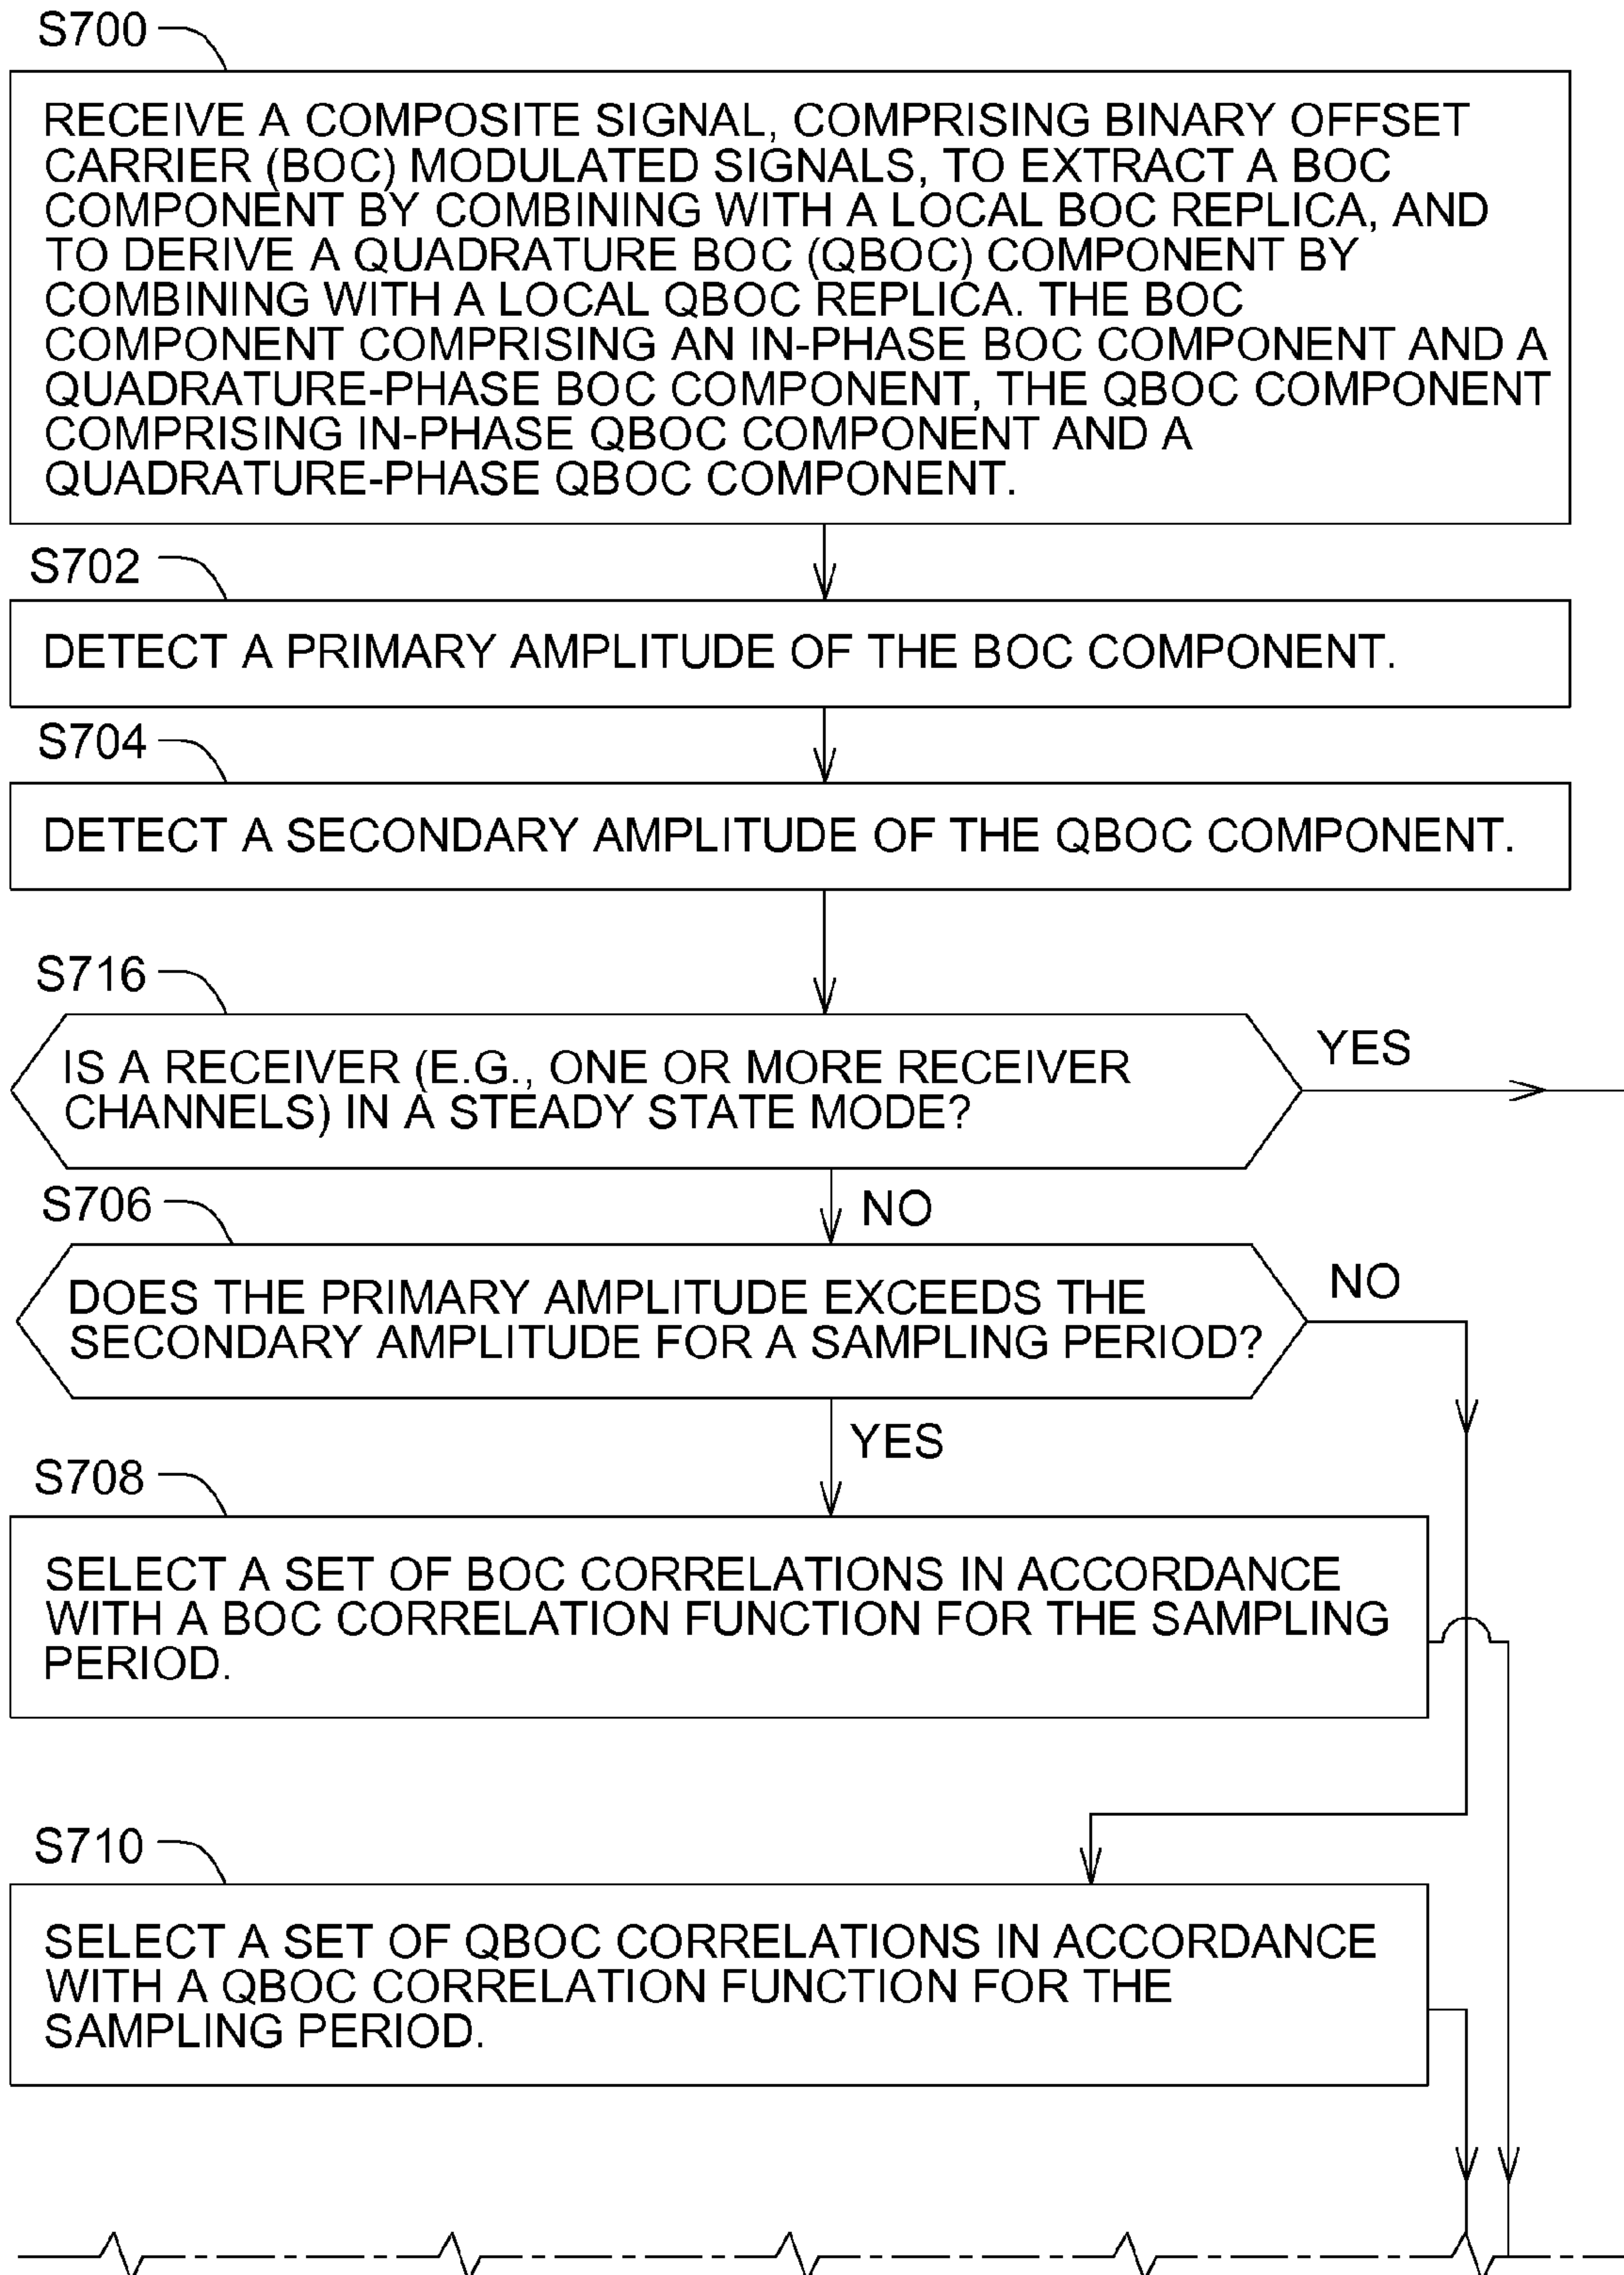 S700
RECEIVE A COMPOSITE SIGNAL, COMPRISING BINARY OFFSET
CARRIER (BOC) MODULATED SIGNALS, TO EXTRACT A BOC
COMPONENT BY COMBINING WITH A LOCAL BOC REPLICA, AND
TO DERIVE A QUADRATURE BOC (QBOC) COMPONENT BY
COMBINING WITH A LOCAL QBOC REPLICA. THE BOC
COMPONENT COMPRISING AN IN-PHASE BOC COMPONENT AND A
QUADRATURE-PHASE BOC COMPONENT, THE QBOC COMPONENT
COMPRISING IN-PHASE QBOC COMPONENT AND A
QUADRATURE-PHASE QBOC COMPONENT.
S702
DETECT A PRIMARY AMPLITUDE OF THE BOC COMPONENT.
S704
DETECT A SECONDARY AMPLITUDE OF THE QBOC COMPONENT.
S716
IS A RECEIVER (E.G., ONE OR MORE RECEIVER
CHANNELS) IN A STEADY STATE MODE?
YES
NO
S706
DOES THE PRIMARY AMPLITUDE EXCEEDS THE
SECONDARY AMPLITUDE FOR A SAMPLING PERIOD?
NO
YES
S708
SELECT A SET OF BOC CORRELATIONS IN ACCORDANCE
WITH A BOC CORRELATION FUNCTION FOR THE SAMPLING
PERIOD.
S710
SELECT A SET OF QBOC CORRELATIONS IN ACCORDANCE
WITH A QBOC CORRELATION FUNCTION FOR THE
SAMPLING PERIOD.